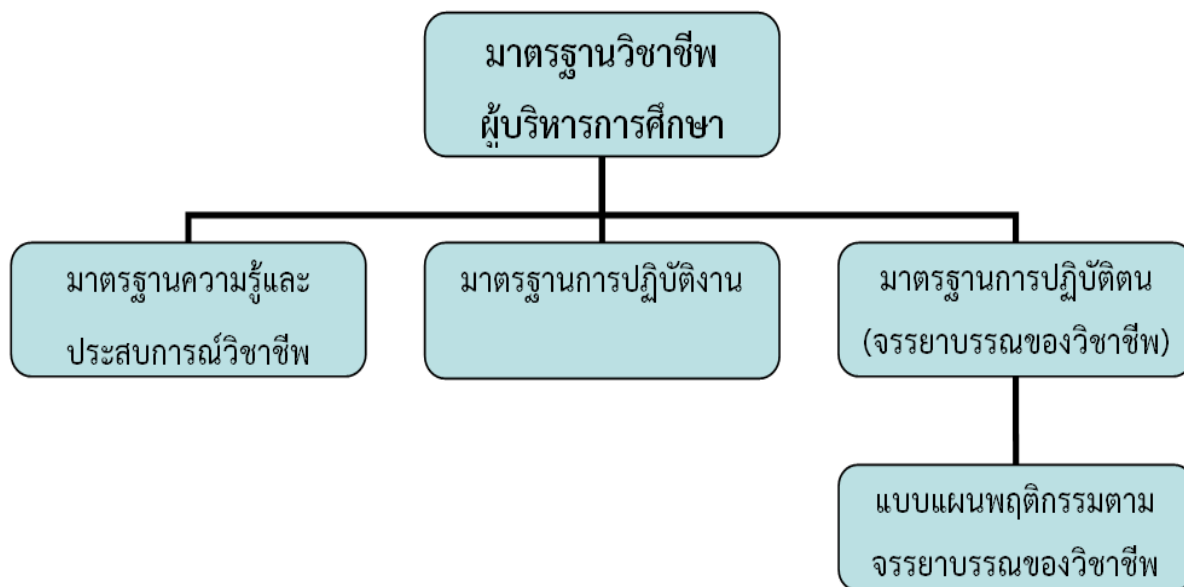 มาตรฐานวิชาชีพ
ผู้บริหารการศึกษา
มาตรฐานความรู้และ
ประสบการณ์วิชาชีพ
มาตรฐานการปฏิบัติงาน
มาตรฐานการปฏิบัติตน
(จรรยาบรรณของวิชาชีพ)
แบบแผนพฤติกรรมตาม
จรรยาบรรณของวิชาชีพ